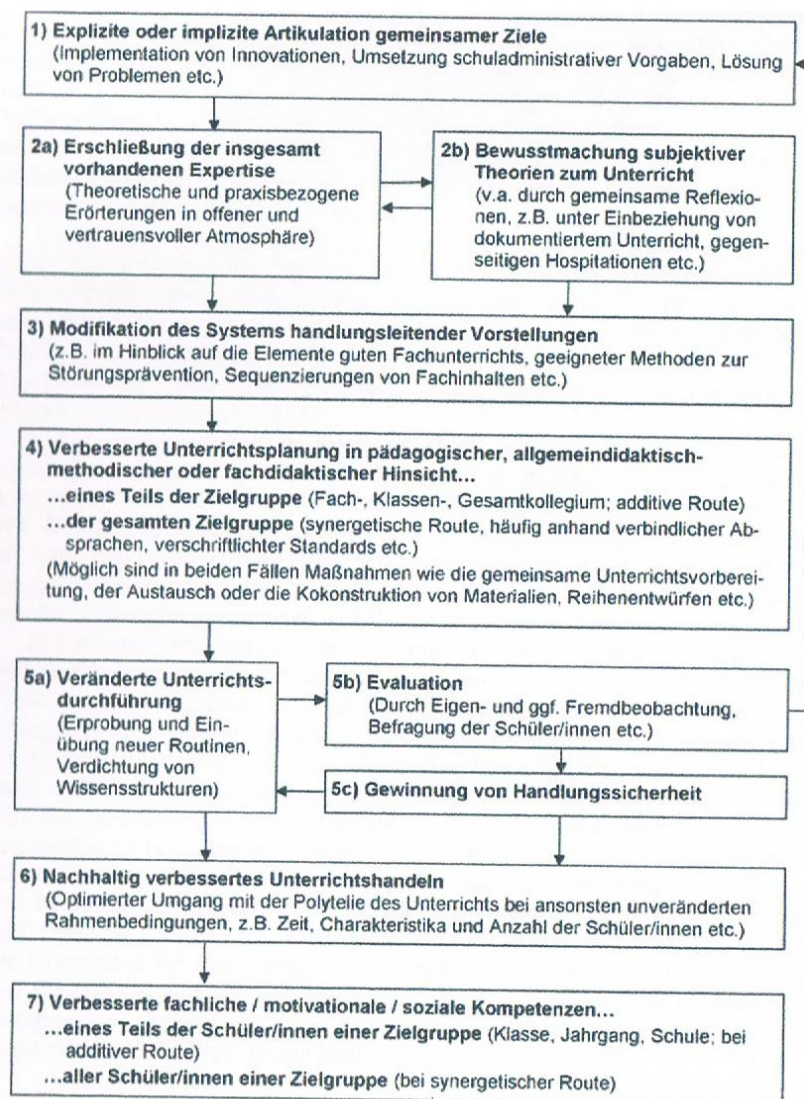 1) Explizite oder implizite Artikulation gemeinsamer Ziele
(Implementation von Innovationen, Umsetzung schuladministrativer Vorgaben, Lösung
von Problemen etc.)
2a) Erschließung der insgesamt
vorhandenen Expertise
(Theoretische und praxisbezogene
Erörterungen in offener und
vertrauensvoller Atmosphäre)
2b) Bewusstmachung subjektiver
Theorien zum Unterricht
(v.a. durch gemeinsame Reflexio-
nen, z.B. unter Einbeziehung von
dokumentiertem Unterricht, gegen-
seitigen Hospitationen etc.)
3) Modifikation des Systems handlungsleitender Vorstellungen
(z.B. im Hinblick auf die Elemente guten Fachunterrichts, geeigneter Methoden zur
Störungsprävention, Sequenzierungen von Fachinhalten etc.)
4) Verbesserte Unterrichtsplanung in pädagogischer, allgemeindidaktisch-
methodischer oder fachdidaktischer Hinsicht...
...eines Teils der Zielgruppe (Fach-, Klassen-, Gesamtkollegium; additive Route)
...der gesamten Zielgruppe (synergetische Route, häufig anhand verbindlicher Ab-
sprachen, verschriftlichter Standards etc.)
(Möglich sind in beiden Fällen Maßnahmen wie die gemeinsame Unterrichtsvorberei-
tung, der Austausch oder die Kokonstruktion von Materialien, Reihenentwürfen etc.)
5a) Veränderte Unterrichts-
durchführung
(Erprobung und Ein-
übung neuer Routinen,
Verdichtung von
Wissensstrukturen)
5b) Evaluation
(Durch Eigen- und ggf. Fremdbeobachtung,
Befragung der Schüler/innen etc.)
5c) Gewinnung von Handlungssicherheit
6) Nachhaltig verbessertes Unterrichtshandeln
(Optimierter Umgang mit der Polytelie des Unterrichts bei ansonsten unveränderten
Rahmenbedingungen, z.B. Zeit, Charakteristika und Anzahl der Schüler/innen etc.)
7) Verbesserte fachliche / motivationale / soziale Kompetenzen...
...eines Teils der Schüler/innen einer Zielgruppe (Klasse, Jahrgang, Schule; bei
additiver Route)
...aller Schüler/innen einer Zielgruppe (bei synergetischer Route)